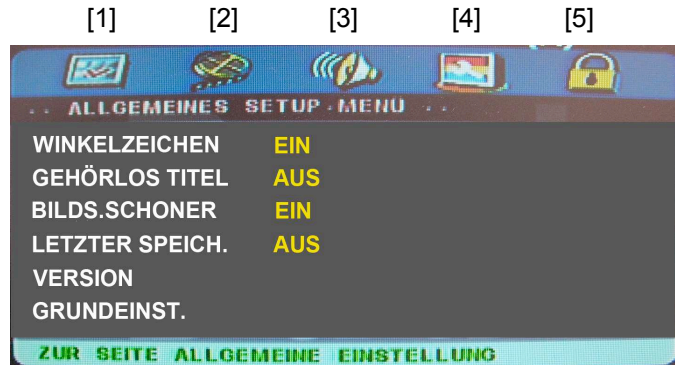 [1] [2] [3] [4] [5]
.. ALLGEMEINES SETUP-MENÜ ..
WINKELZEICHEN EIN
GEHÖRLOS TITEL AUS
BILDS.SCHONER EIN
LETZTER SPEICH. AUS
VERSION
GRUNDEINST.
ZUR SEITE ALLGEMEINE EINSTELLUNG